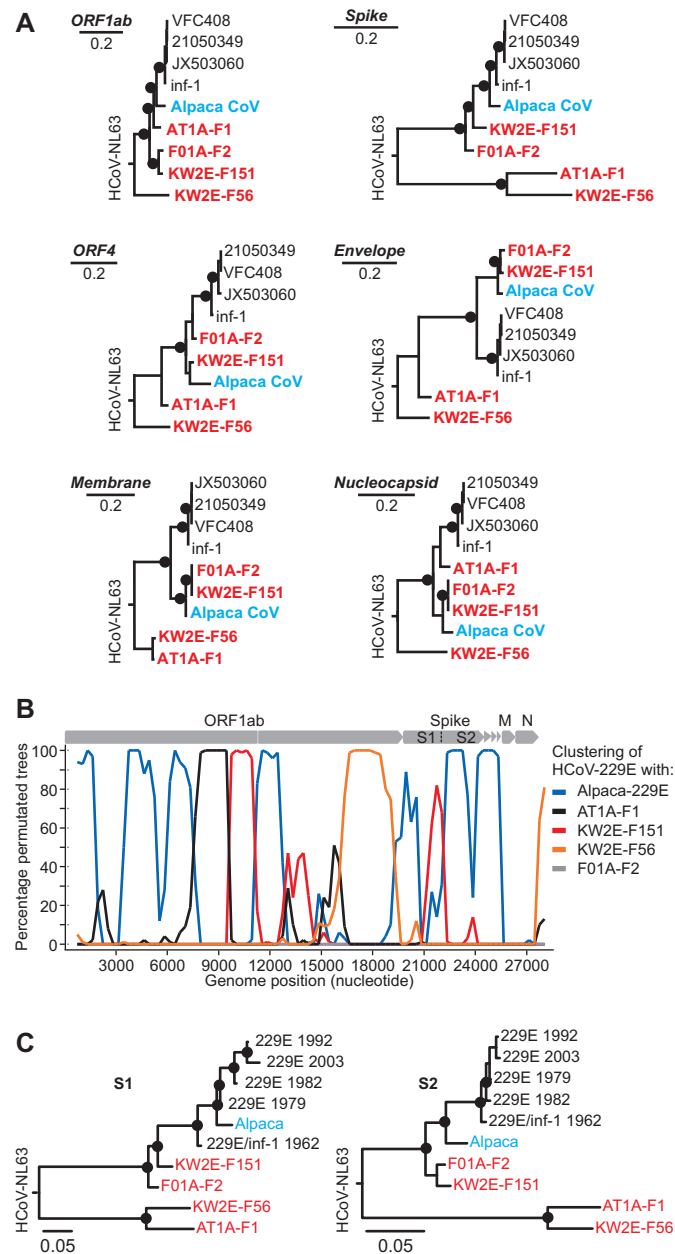 A
ORF1ab
0.2
VFC408
21050349
JX503060
inf-1
Alpaca CoV
AT1A-F1
F01A-F2
KW2E-F151
KW2E-F56
HCoV-NL63
Spike
0.2
VFC408
21050349
JX503060
inf-1
Alpaca CoV
KW2E-F151
F01A-F2
AT1A-F1
KW2E-F56
HCoV-NL63
ORF4
0.2
21050349
VFC408
JX503060
inf-1
F01A-F2
KW2E-F151
Alpaca CoV
AT1A-F1
KW2E-F56
HCoV-NL63
Envelope
0.2
F01A-F2
KW2E-F151
Alpaca CoV
VFC408
21050349
JX503060
inf-1
AT1A-F1
KW2E-F56
HCoV-NL63
Membrane
0.2
JX503060
21050349
VFC408
inf-1
F01A-F2
KW2E-F151
Alpaca CoV
KW2E-F56
AT1A-F1
HCoV-NL63
Nucleocapsid
0.2
21050349
VFC408
JX503060
inf-1
AT1A-F1
F01A-F2
KW2E-F151
Alpaca CoV
KW2E-F56
HCoV-NL63
B
ORF1ab
Spike
M
N
S1
S2
Percentage permutated trees
100
80
60
40
20
0
3000
6000
9000
12000
15000
18000
21000
24000
27000
Genome position (nucleotide)
Clustering of
HCoV-229E with:
Alpaca-229E
AT1A-F1
KW2E-F151
KW2E-F56
F01A-F2
C
S1
229E 1992
229E 2003
229E 1982
229E 1979
Alpaca
229E/inf-1 1962
KW2E-F151
F01A-F2
KW2E-F56
AT1A-F1
HCoV-NL63
0.05
S2
229E 1992
229E 2003
229E 1979
229E 1982
229E/inf-1 1962
Alpaca
F01A-F2
KW2E-F151
AT1A-F1
KW2E-F56
HCoV-NL63
0.05